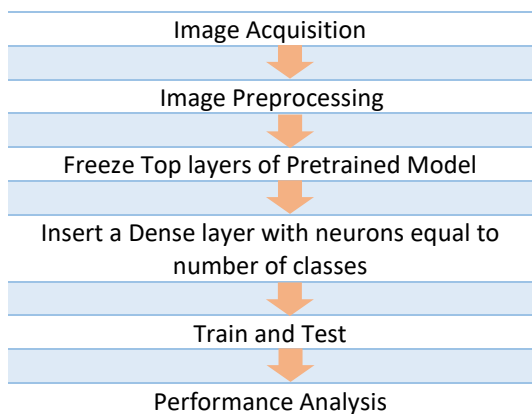 Image Acquisition
Image Preprocessing
Freeze Top layers of Pretrained Model
Insert a Dense layer with neurons equal to
number of classes
Train and Test
Performance Analysis